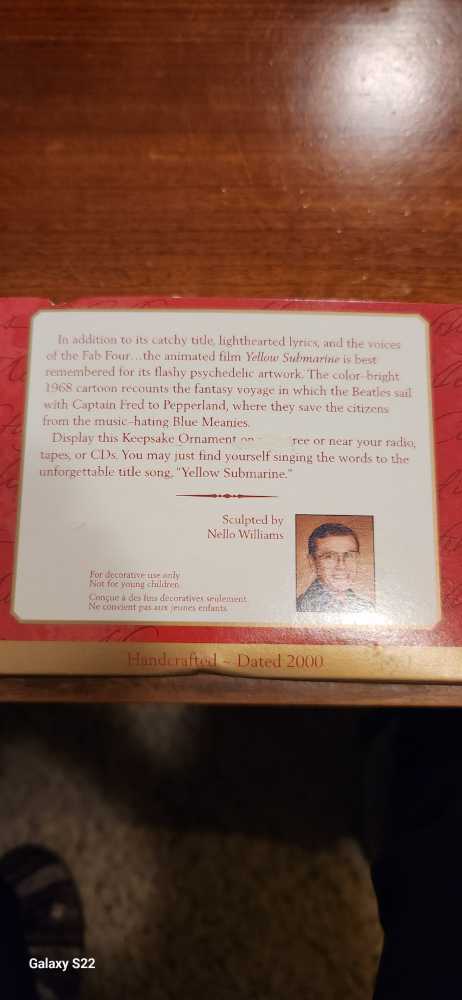 In addition to its catchy title, lighthearted lyrics, and the voices
of the Fab Four...the animated film Yellow Submarine is best
remembered for its flashy psychedelic artwork. The color-bright
1968 cartoon recounts the fantasy voyage in which the Beatles sail
with Captain Fred to Pepperland, where they save the citizens
from the music-hating Blue Meanies.
Display this Keepsake Ornament on or near your radio,
tapes, or CDs. You may just find yourself singing the words to the
unforgettable title song, "Yellow Submarine."
Sculpted by
Nello Williams
For decorative use only.
Not for young children.
Conçue à des fins décoratives seulement.
Ne convient pas aux jeunes enfants.
Handcrafted ~ Dated 2000
Galaxy S22